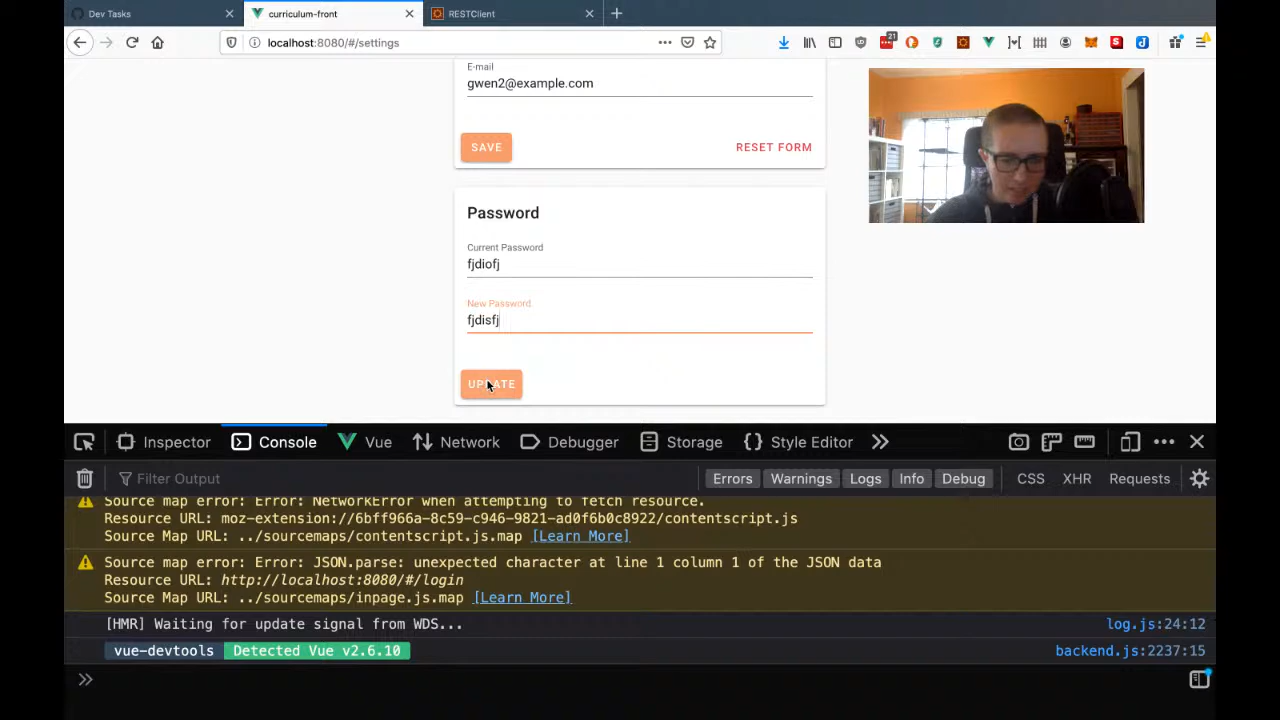 Dev Tasks
curriculum-front
RESTClient
localhost:8080/#/settings
21
E-mail
gwen2@example.com
SAVE
RESET FORM
Password
Current Password
fjdiofj
New Password
fjdisfj
UPDATE
Inspector
Console
Vue
Network
Debugger
Storage
Style Editor
Filter Output
Errors
Warnings
Logs
Info
Debug
CSS
XHR
Requests
Source map error: Error: NetworkError when attempting to fetch resource.
Resource URL: moz-extension://6bff966a-8c59-c946-9821-ad0f6b0c8922/contentscript.js
Source Map URL: ../sourcemaps/contentscript.js.map [Learn More]
Source map error: Error: JSON.parse: unexpected character at line 1 column 1 of the JSON data
Resource URL: http://localhost:8080/#/login
Source Map URL: ../sourcemaps/inpage.js.map [Learn More]
[HMR] Waiting for update signal from WDS...
log.js:24:12
vue-devtools Detected Vue v2.6.10
backend.js:2237:15